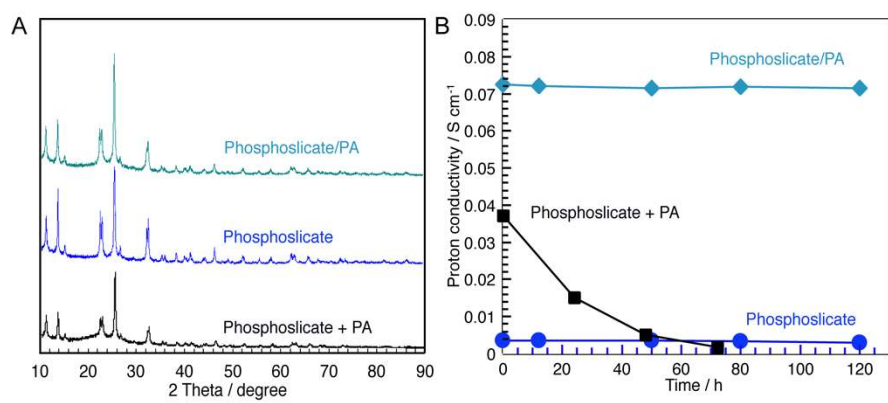 A
Phosphoslicate/PA
Phosphoslicate
Phosphoslicate + PA
10 20 30 40 50 60 70 80 90
2 Theta / degree
B
Proton conductivity / S cm⁻¹
0.09
0.08
0.07
0.06
0.05
0.04
0.03
0.02
0.01
0
Phosphoslicate/PA
Phosphoslicate + PA
Phosphoslicate
0 20 40 60 80 100 120
Time / h